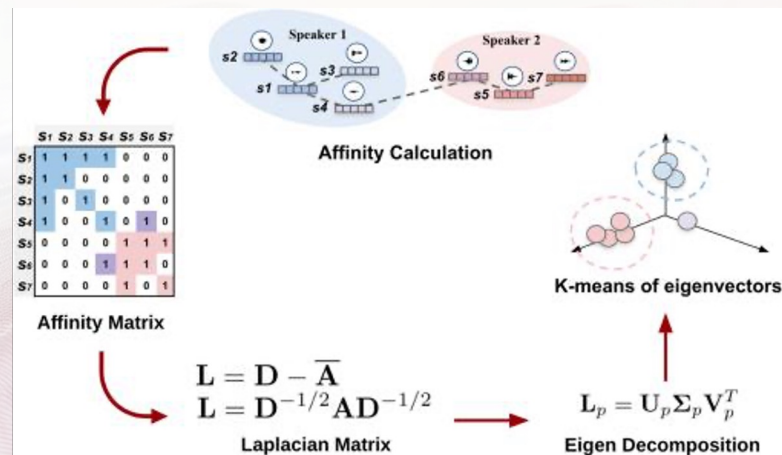 Speaker 1
Speaker 2
s2
s3
s1
s4
s6
s7
s5
Affinity Calculation
S1 S2 S3 S4 S5 S6 S7
S1 1 1 1 1 0 0 0
S2 1 1 0 0 0 0 0
S3 1 0 1 0 0 0 0
S4 1 0 0 1 0 1 0
S5 0 0 0 0 1 1 1
S6 0 0 0 1 1 1 0
S7 0 0 0 0 1 0 1
Affinity Matrix
K-means of eigenvectors
L = D − A̅
L = D^{-1/2}AD^{-1/2}
Laplacian Matrix
L_p = U_pΣ_pV_p^T
Eigen Decomposition